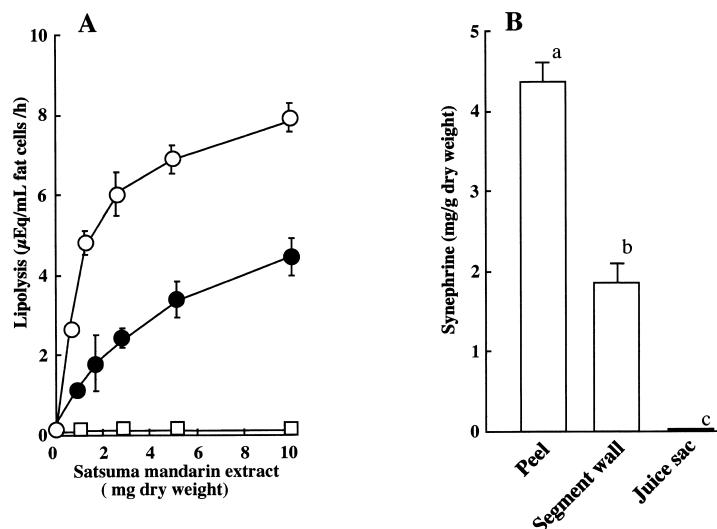 A
Lipolysis (µEq/mL fat cells /h)
8
6
4
2
0
0 2 4 6 8 10
Satsuma mandarin extract
( mg dry weight)
B
Synephrine (mg/g dry weight)
5
4
3
2
1
0
a
b
c
Peel
Segment wall
Juice sac